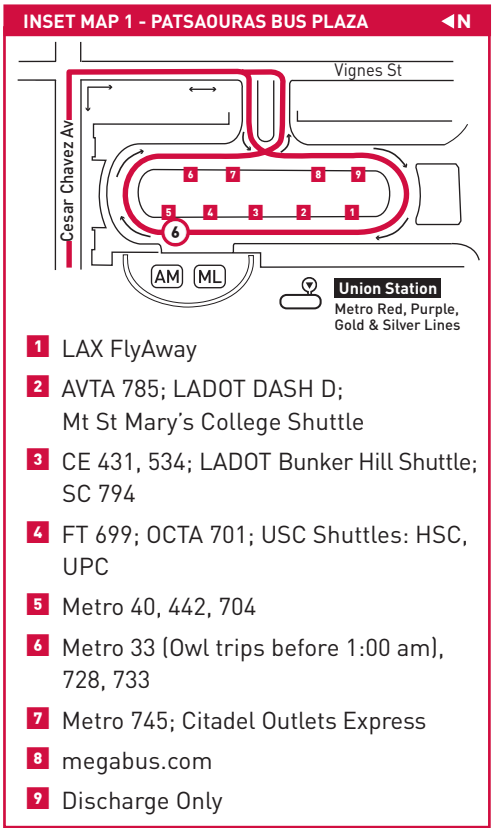 INSET MAP 1 - PATSAOURAS BUS PLAZA
N
Vignes St
Cesar Chavez Av
6 7 8 9
5 4 3 2 1
6
AM ML
Union Station
Metro Red, Purple,
Gold & Silver Lines
1 LAX FlyAway
2 AVTA 785; LADOT DASH D;
Mt St Mary's College Shuttle
3 CE 431, 534; LADOT Bunker Hill Shuttle;
SC 794
4 FT 699; OCTA 701; USC Shuttles: HSC,
UPC
5 Metro 40, 442, 704
6 Metro 33 (Owl trips before 1:00 am),
728, 733
7 Metro 745; Citadel Outlets Express
8 megabus.com
9 Discharge Only